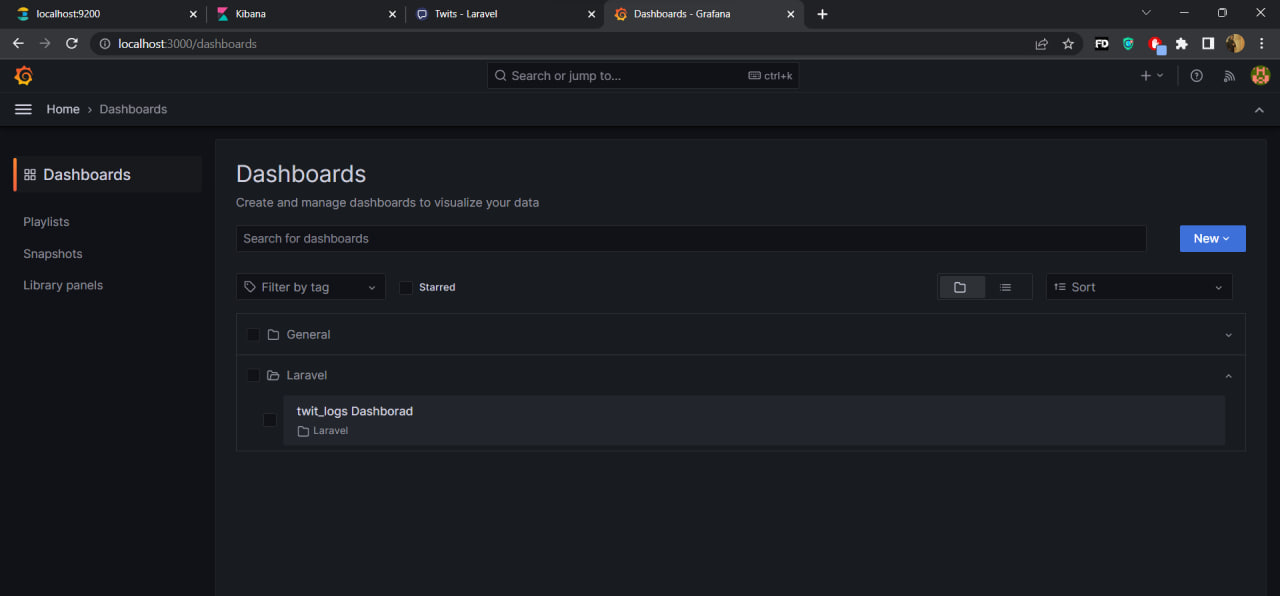 localhost:9200
Kibana
Twits - Laravel
Dashboards - Grafana
localhost:3000/dashboards
FD
Search or jump to...
ctrl+k
Home › Dashboards
Dashboards
Playlists
Snapshots
Library panels
Dashboards
Create and manage dashboards to visualize your data
Search for dashboards
New
Filter by tag
Starred
Sort
General
Laravel
twit_logs Dashborad
Laravel